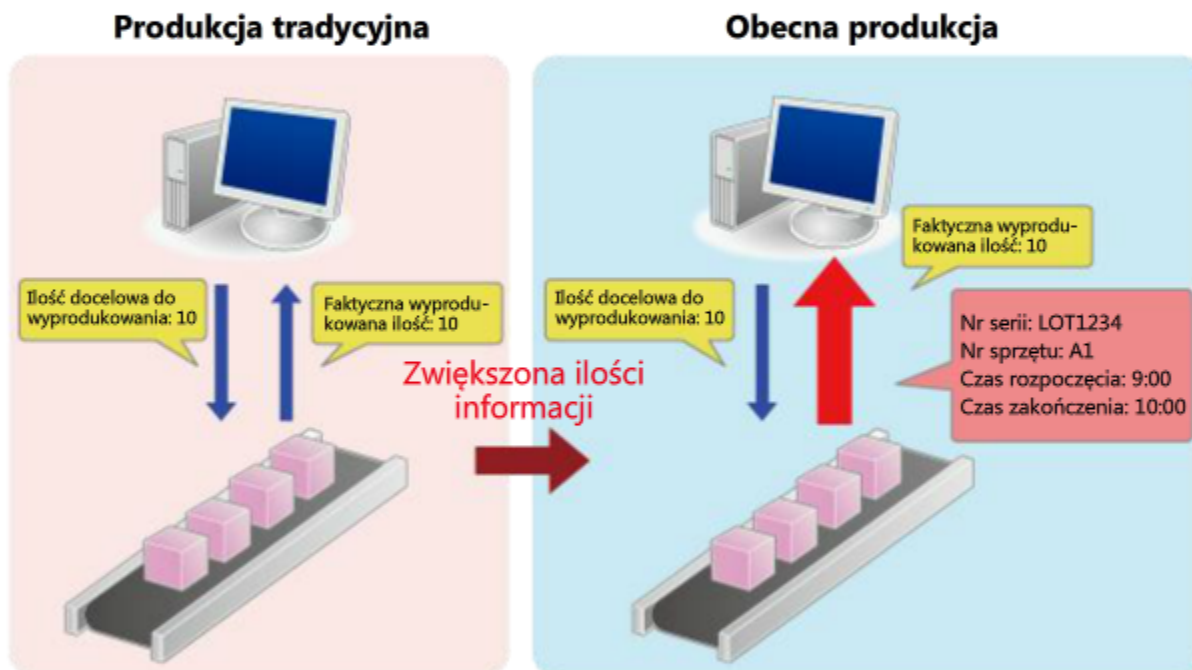 Produkcja tradycyjna
Obecna produkcja
Ilość docelowa do
wyprodukowania: 10
Faktyczna wyprodu-
kowana ilość: 10
Zwiększona ilości
informacji
Ilość docelowa do
wyprodukowania: 10
Faktyczna wyprodu-
kowana ilość: 10
Nr serii: LOT1234
Nr sprzętu: A1
Czas rozpoczęcia: 9:00
Czas zakończenia: 10:00